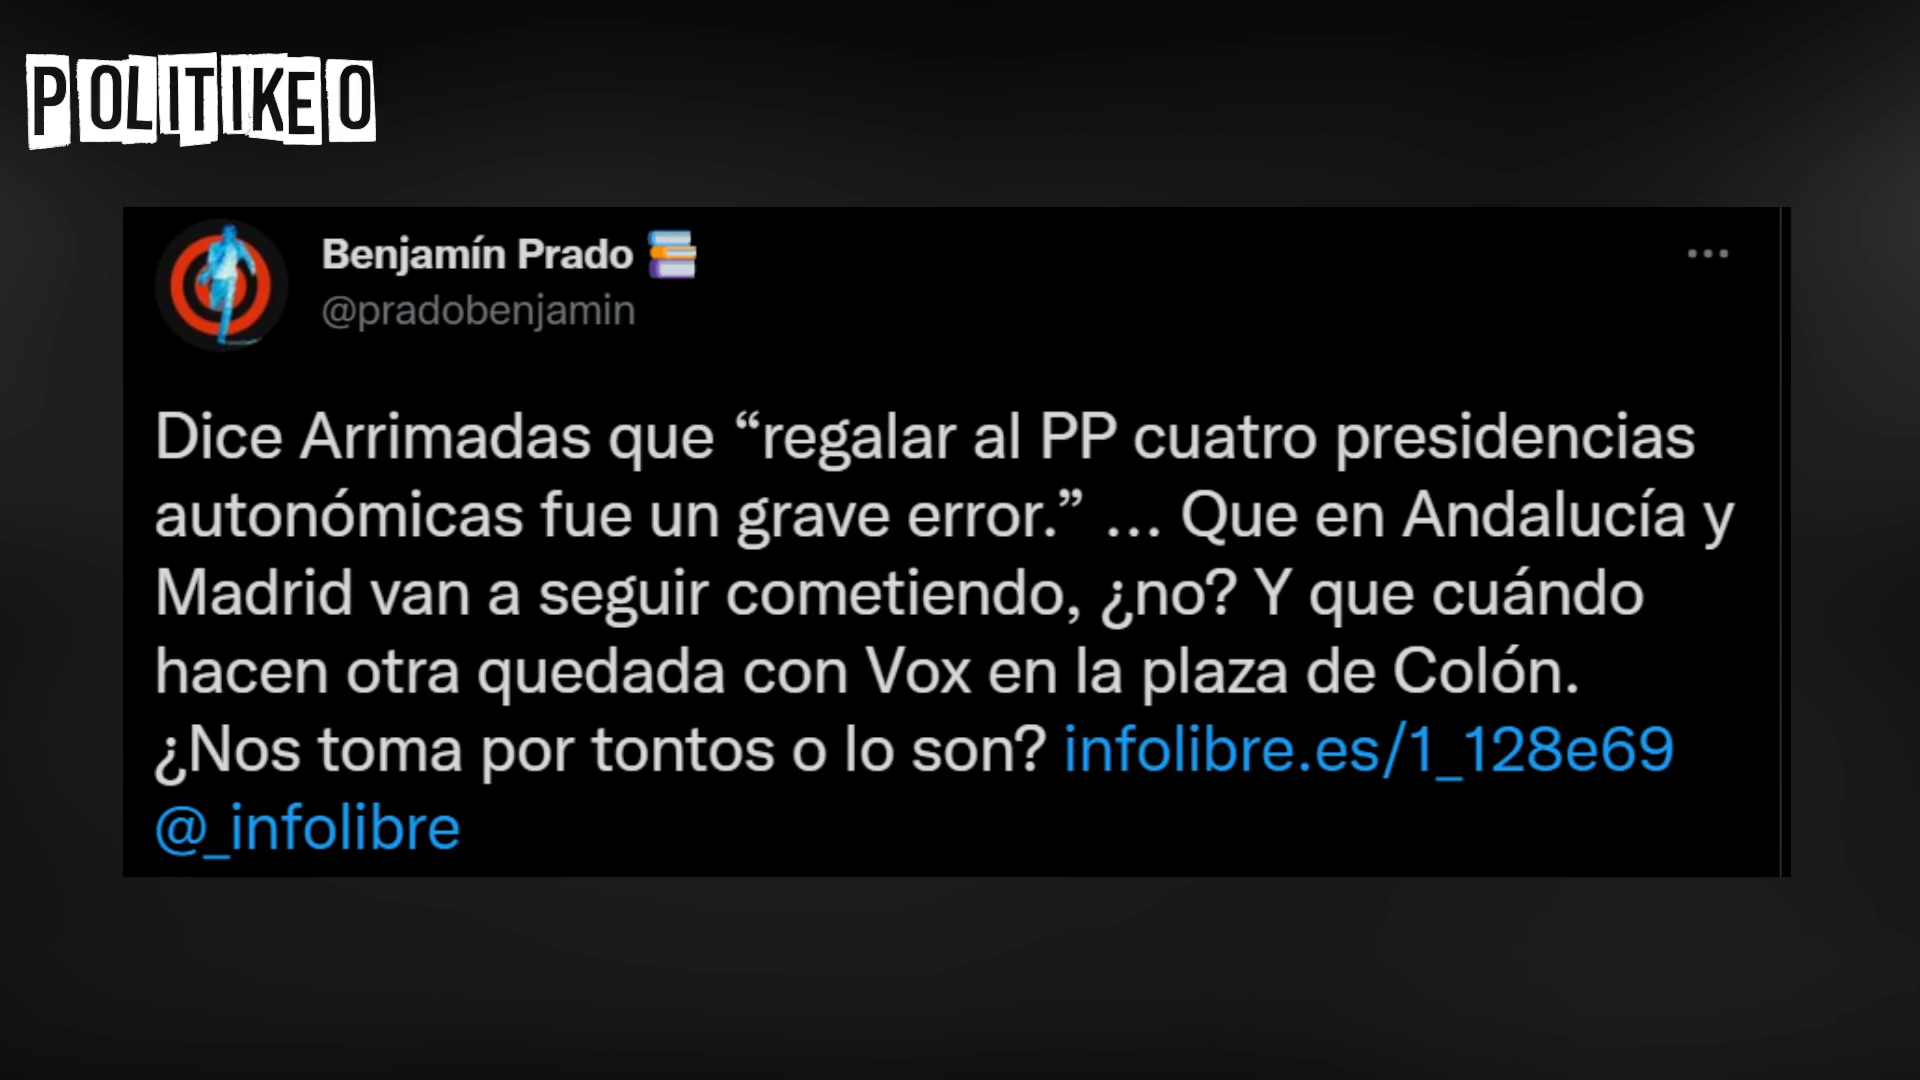 POLITIKEO
Benjamín Prado 📚
@pradobenjamin
Dice Arrimadas que “regalar al PP cuatro presidencias
autonómicas fue un grave error.” … Que en Andalucía y
Madrid van a seguir cometiendo, ¿no? Y que cuándo
hacen otra quedada con Vox en la plaza de Colón.
¿Nos toma por tontos o lo son? infolibre.es/1_128e69
@_infolibre